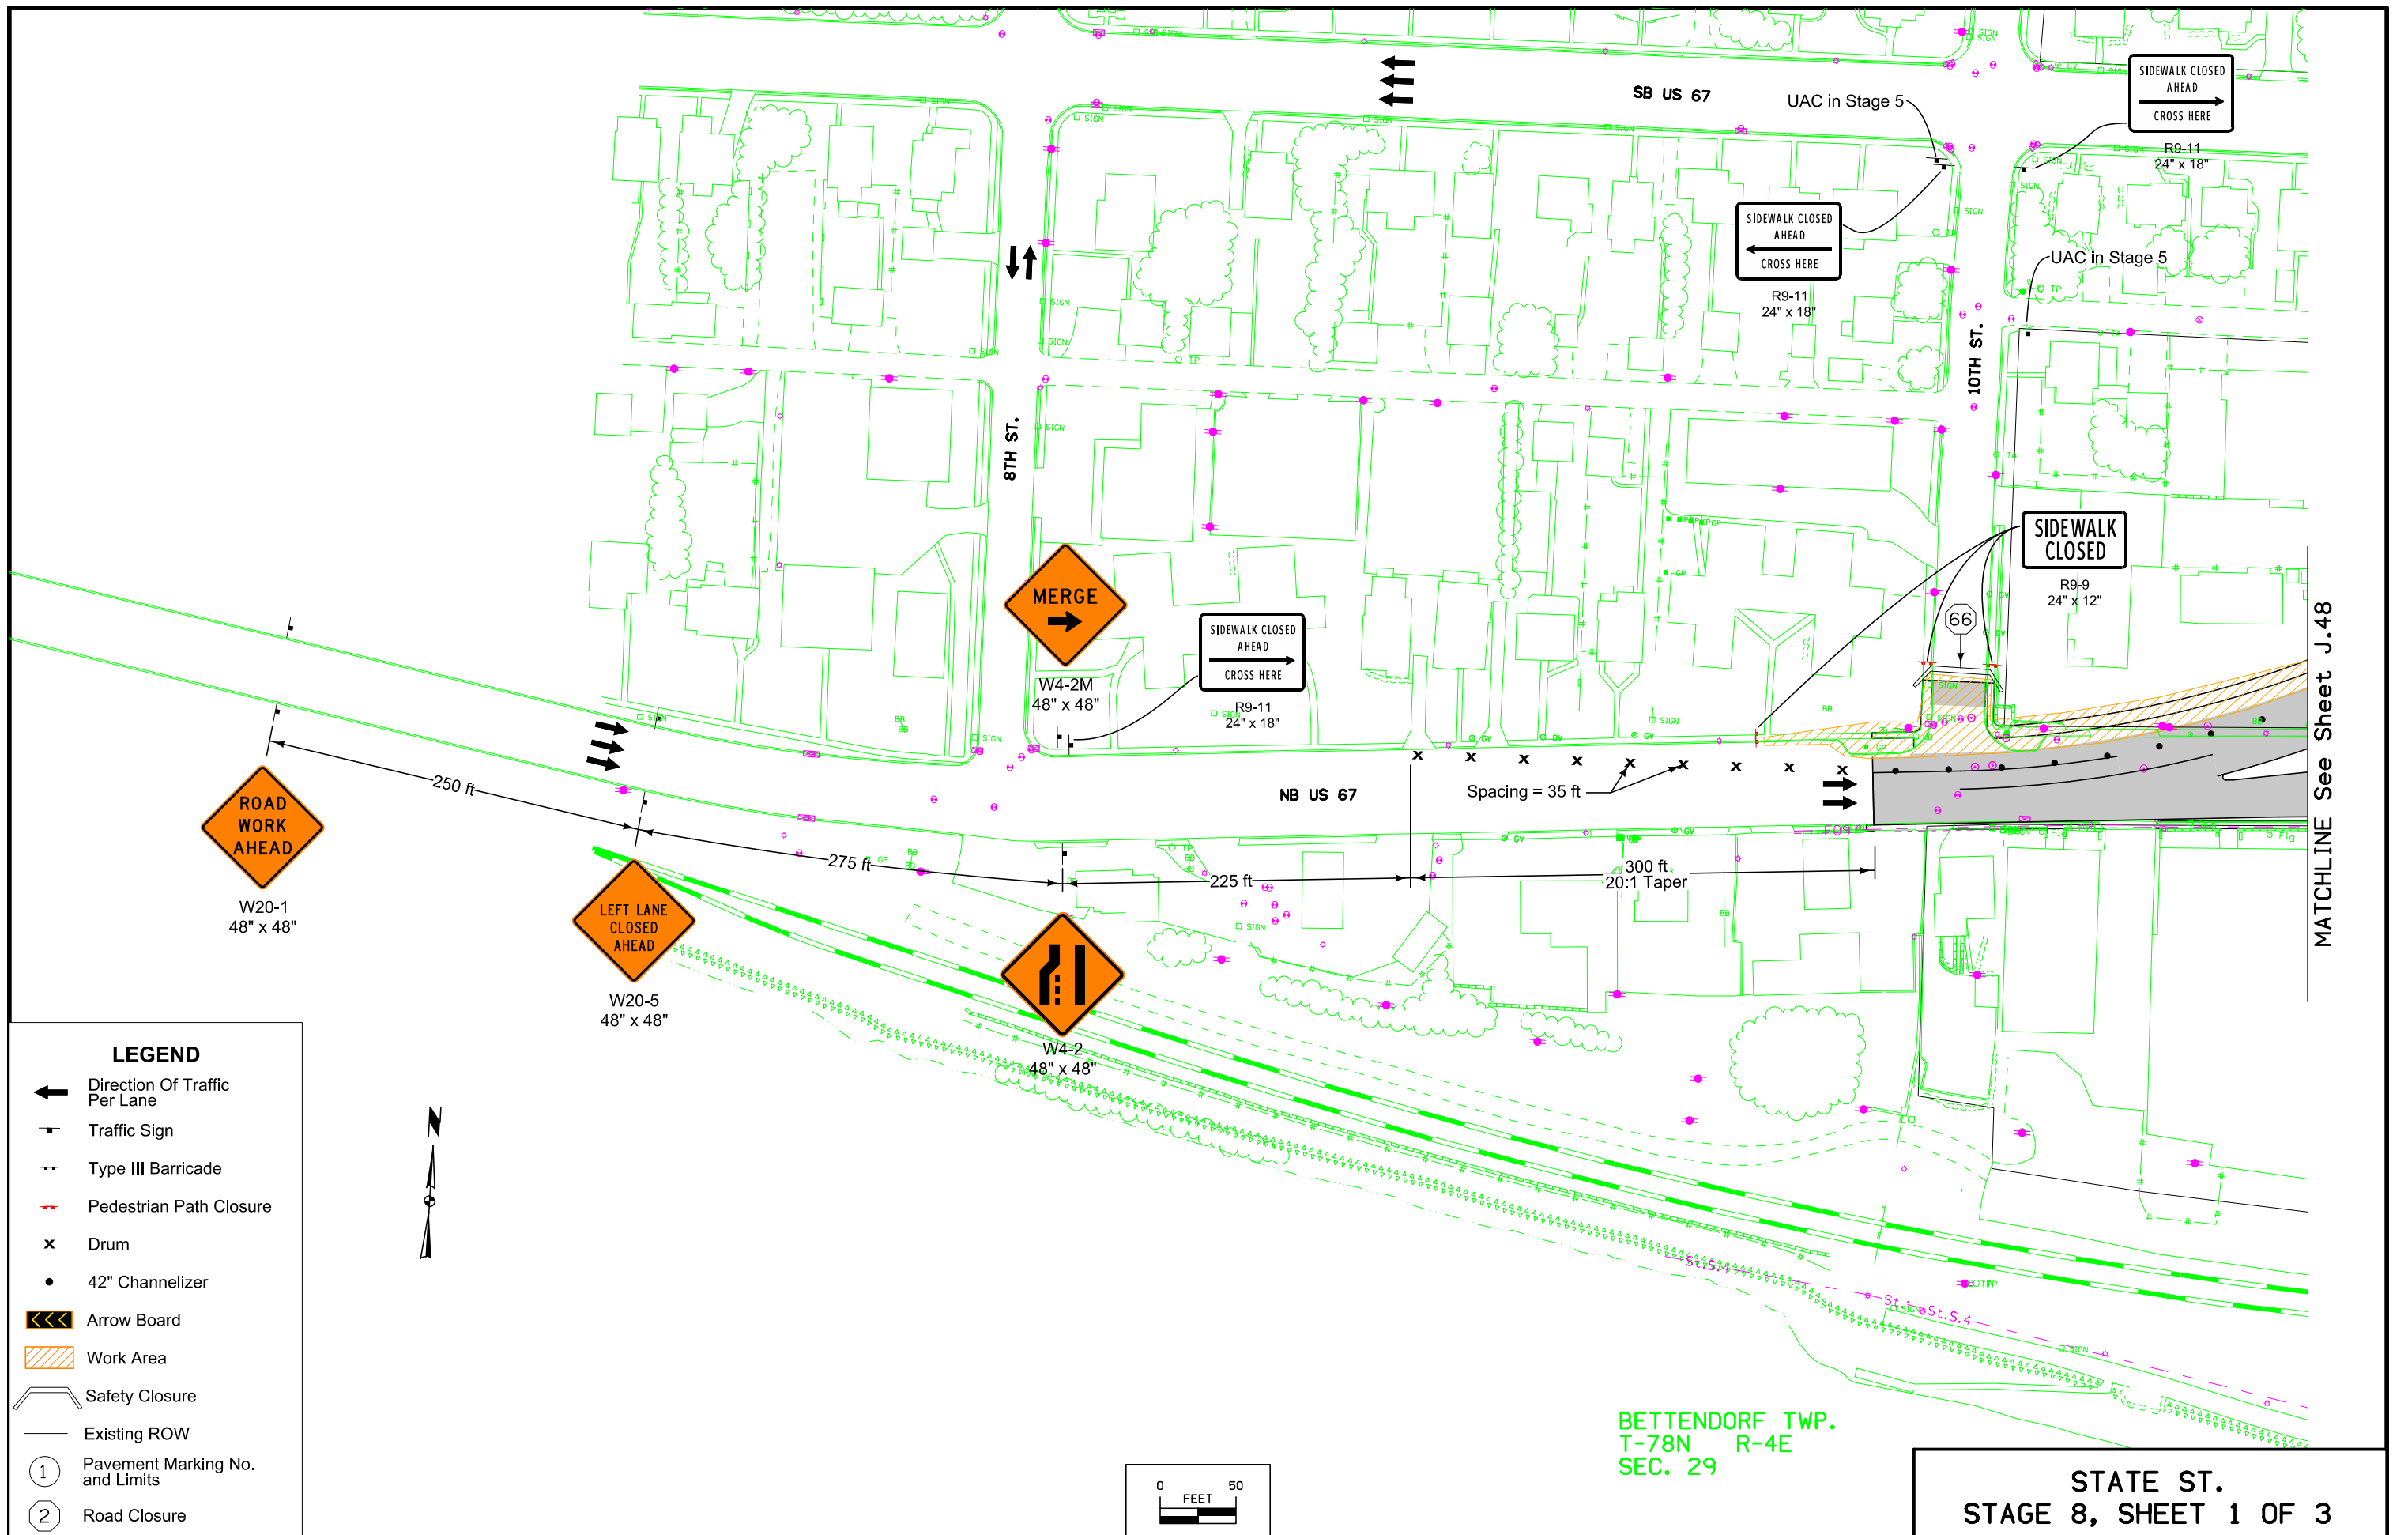 SB US 67
UAC in Stage 5
SIDEWALK CLOSED
AHEAD
CROSS HERE
R9-11
24" x 18"
SIDEWALK CLOSED
AHEAD
CROSS HERE
R9-11
24" x 18"
UAC in Stage 5
10TH ST.
8TH ST.
SIDEWALK
CLOSED
R9-9
24" x 12"
66
MERGE
W4-2M
48" x 48"
SIDEWALK CLOSED
AHEAD
CROSS HERE
R9-11
24" x 18"
MATCHLINE See Sheet J.48
NB US 67
Spacing = 35 ft
250 ft
275 ft
225 ft
300 ft
20:1 Taper
ROAD
WORK
AHEAD
W20-1
48" x 48"
LEFT LANE
CLOSED
AHEAD
W20-5
48" x 48"
W4-2
48" x 48"
LEGEND
Direction Of Traffic
Per Lane
Traffic Sign
Type III Barricade
Pedestrian Path Closure
Drum
42" Channelizer
Arrow Board
Work Area
Safety Closure
Existing ROW
1
Pavement Marking No.
and Limits
2
Road Closure
N
0 50
FEET
St.S.4
St.S.4
BETTENDORF TWP.
T-78N R-4E
SEC. 29
STATE ST.
STAGE 8, SHEET 1 OF 3